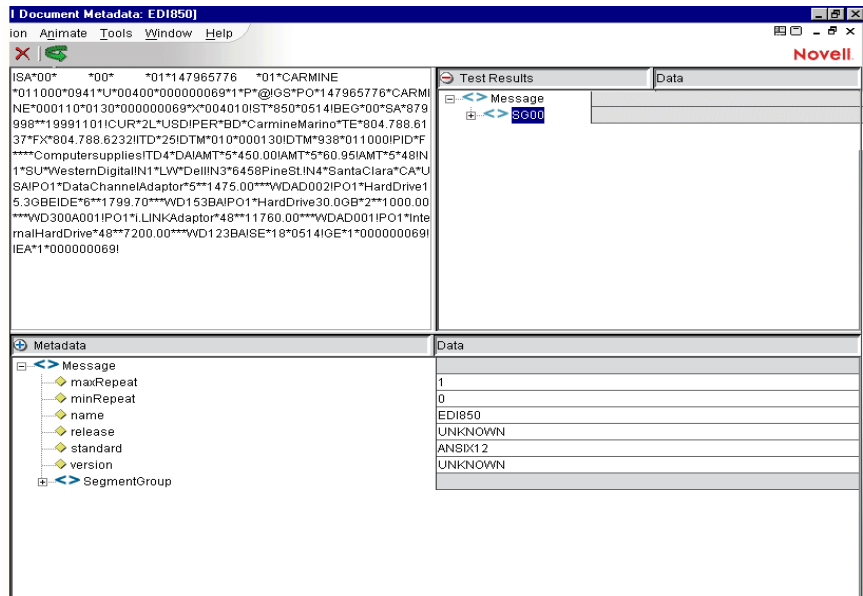 l Document Metadata: EDI850]
ion Animate Tools Window Help
Novell.
ISA*00* *00* *01*147965776 *01*CARMINE
*011000*0941*U*00400*000000069*1*P*@!GS*PO*147965776*CARMI
NE*000110*0130*000000069*X*004010!ST*850*0514!BEG*00*SA*879
998**19991101!CUR*2L*USD!PER*BD*CarmineMarino*TE*804.788.61
37*FX*804.788.6232!ITD*25!DTM*010*000130!DTM*938*011000!PID*F
****Computersupplies!TD4*DA!AMT*5*450.00!AMT*5*60.95!AMT*5*48!N
1*SU*WesternDigital!N1*LW*Dell!N3*6458PineSt.!N4*SantaClara*CA*U
SA!PO1*DataChannelAdaptor*5**1475.00***WDAD002!PO1*HardDrive1
5.3GBEIDE*6**1799.70***WD153BA!PO1*HardDrive30.0GB*2**1000.00
***WD300A001!PO1*i.LINKAdaptor*48**11760.00***WDAD001!PO1*Inte
rnalHardDrive*48**7200.00***WD123BA!SE*18*0514!GE*1*000000069!
IEA*1*000000069!
Test Results Data
Message
SG00
Metadata Data
Message
maxRepeat 1
minRepeat 0
name EDI850
release UNKNOWN
standard ANSIX12
version UNKNOWN
SegmentGroup